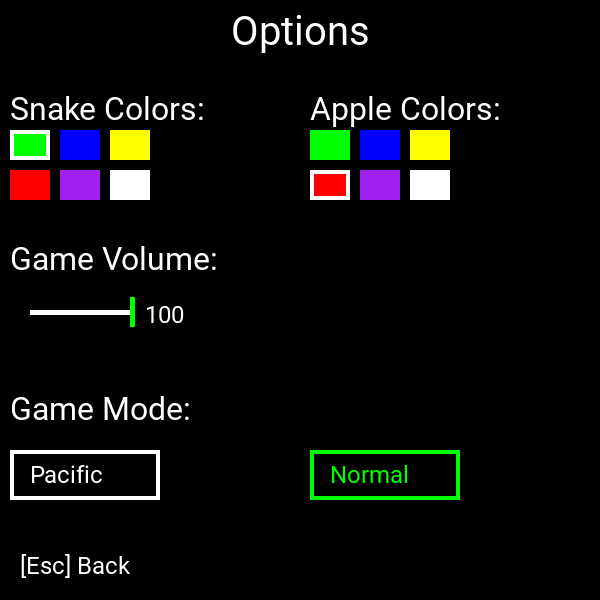 Options
Snake Colors:
Apple Colors:
Game Volume:
100
Game Mode:
Pacific
Normal
[Esc] Back